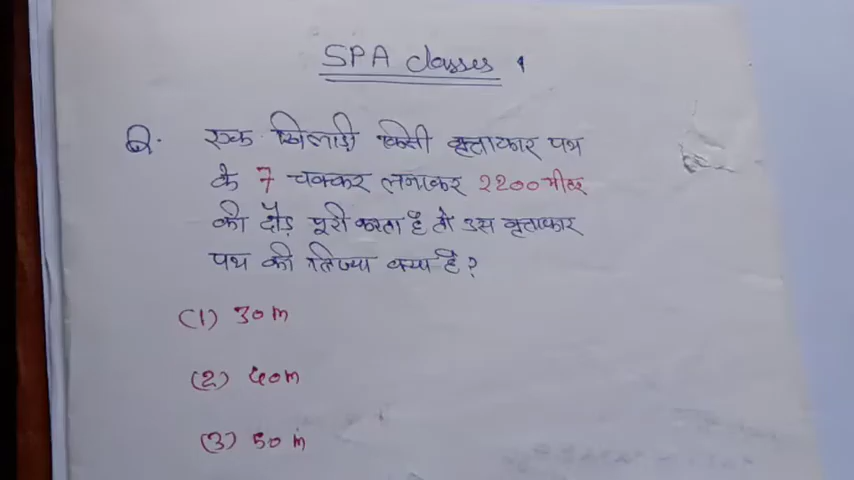 SPA classes
Q. एक खिलाड़ी किसी वृत्ताकार पथ
के 7 चक्कर लगाकर 2200 मीटर
की दौड़ पूरी करता है तो उस वृत्ताकार
पथ की त्रिज्या क्या है?
(1) 30 m
(2) 40 m
(3) 50 m